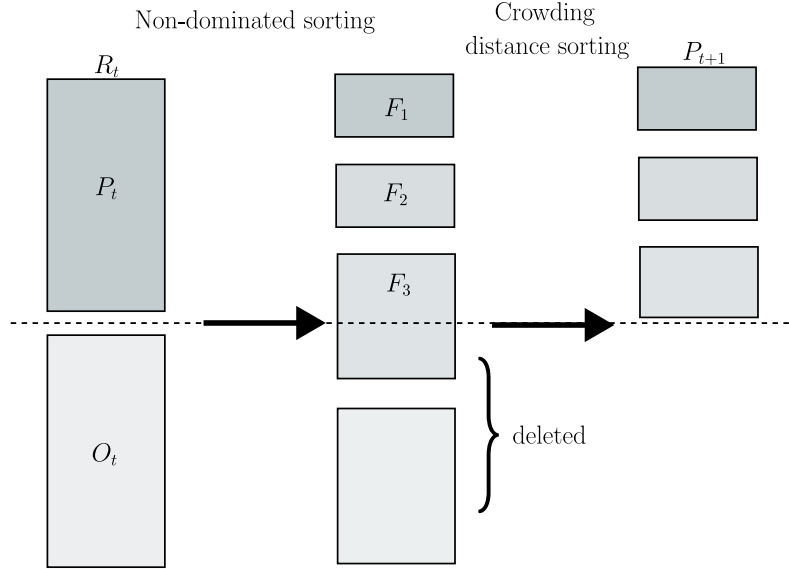 Non-dominated sorting
Crowding
distance sorting
R_t
P_t
O_t
F_1
F_2
F_3
deleted
P_{t+1}